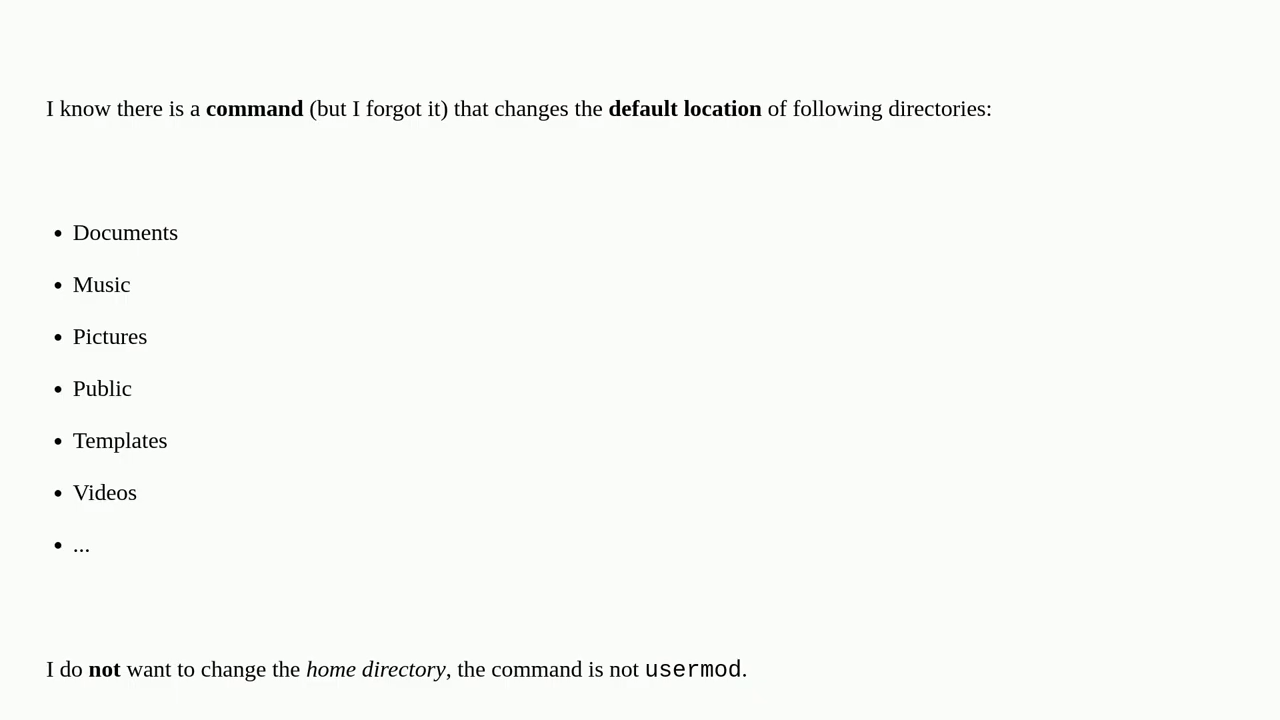 I know there is a command (but I forgot it) that changes the default location of following directories:
• Documents
• Music
• Pictures
• Public
• Templates
• Videos
• ...
I do not want to change the home directory, the command is not usermod.